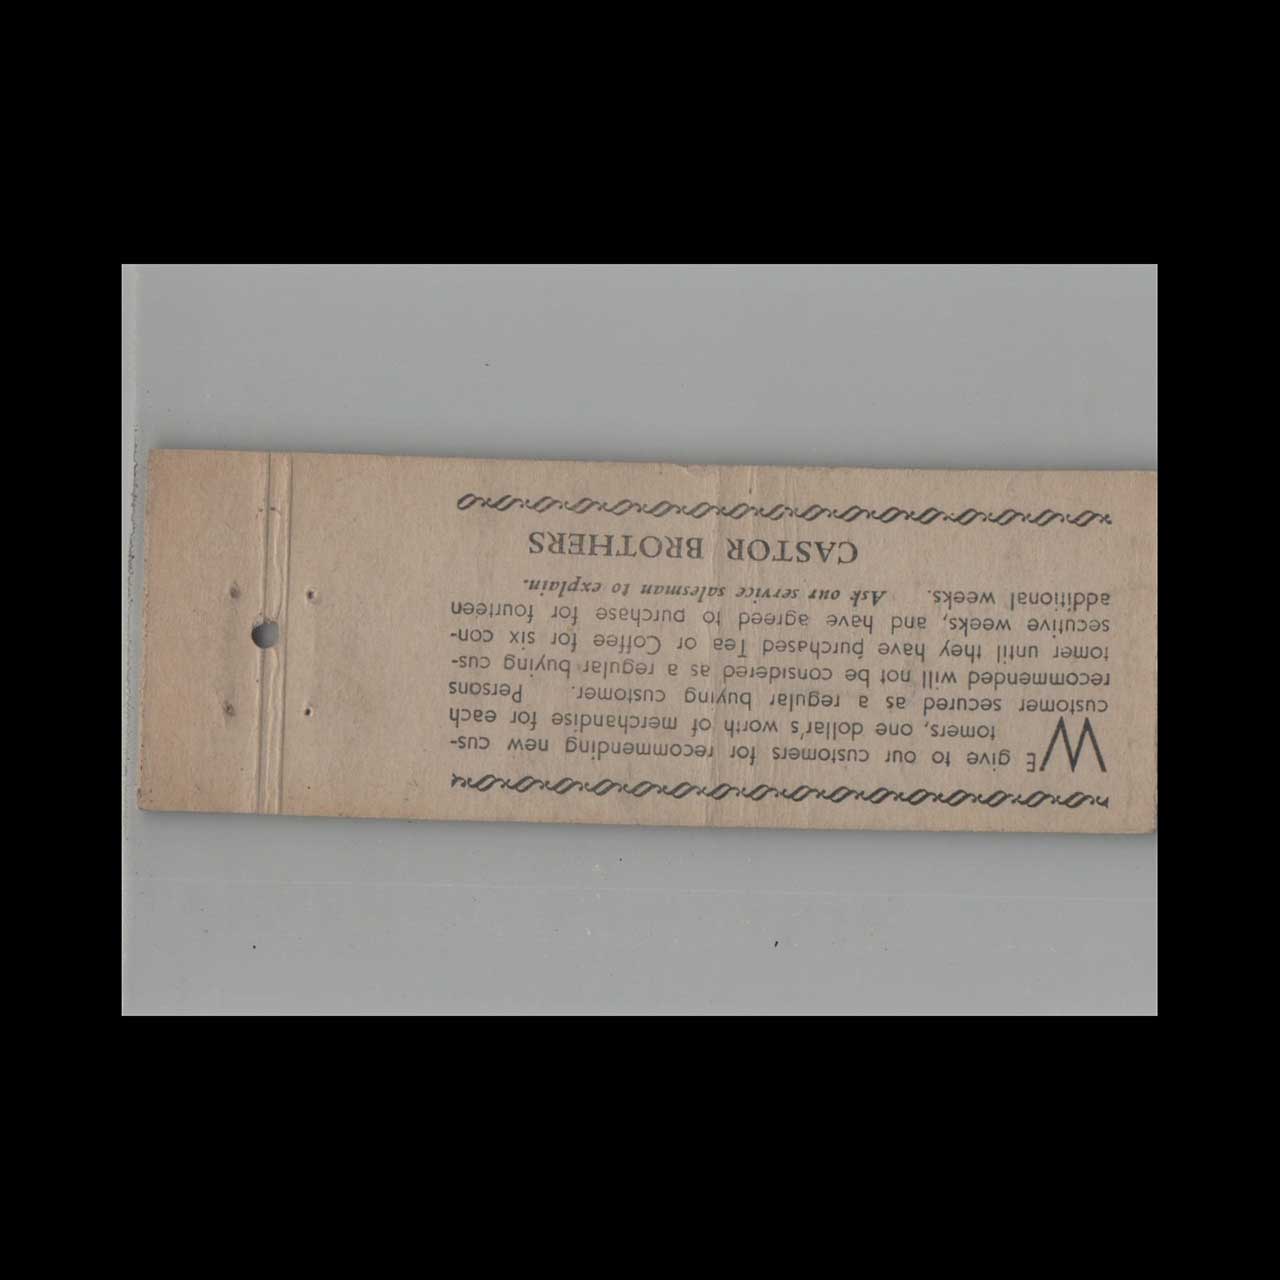 WE give to our customers for recommending new cus-
tomers, one dollar's worth of merchandise for each
customer secured as a regular buying customer. Persons
recommended will not be considered as a regular buying cus-
tomer until they have purchased Tea or Coffee for six con-
secutive weeks, and have agreed to purchase for fourteen
additional weeks. Ask our service salesman to explain.
CASTOR BROTHERS